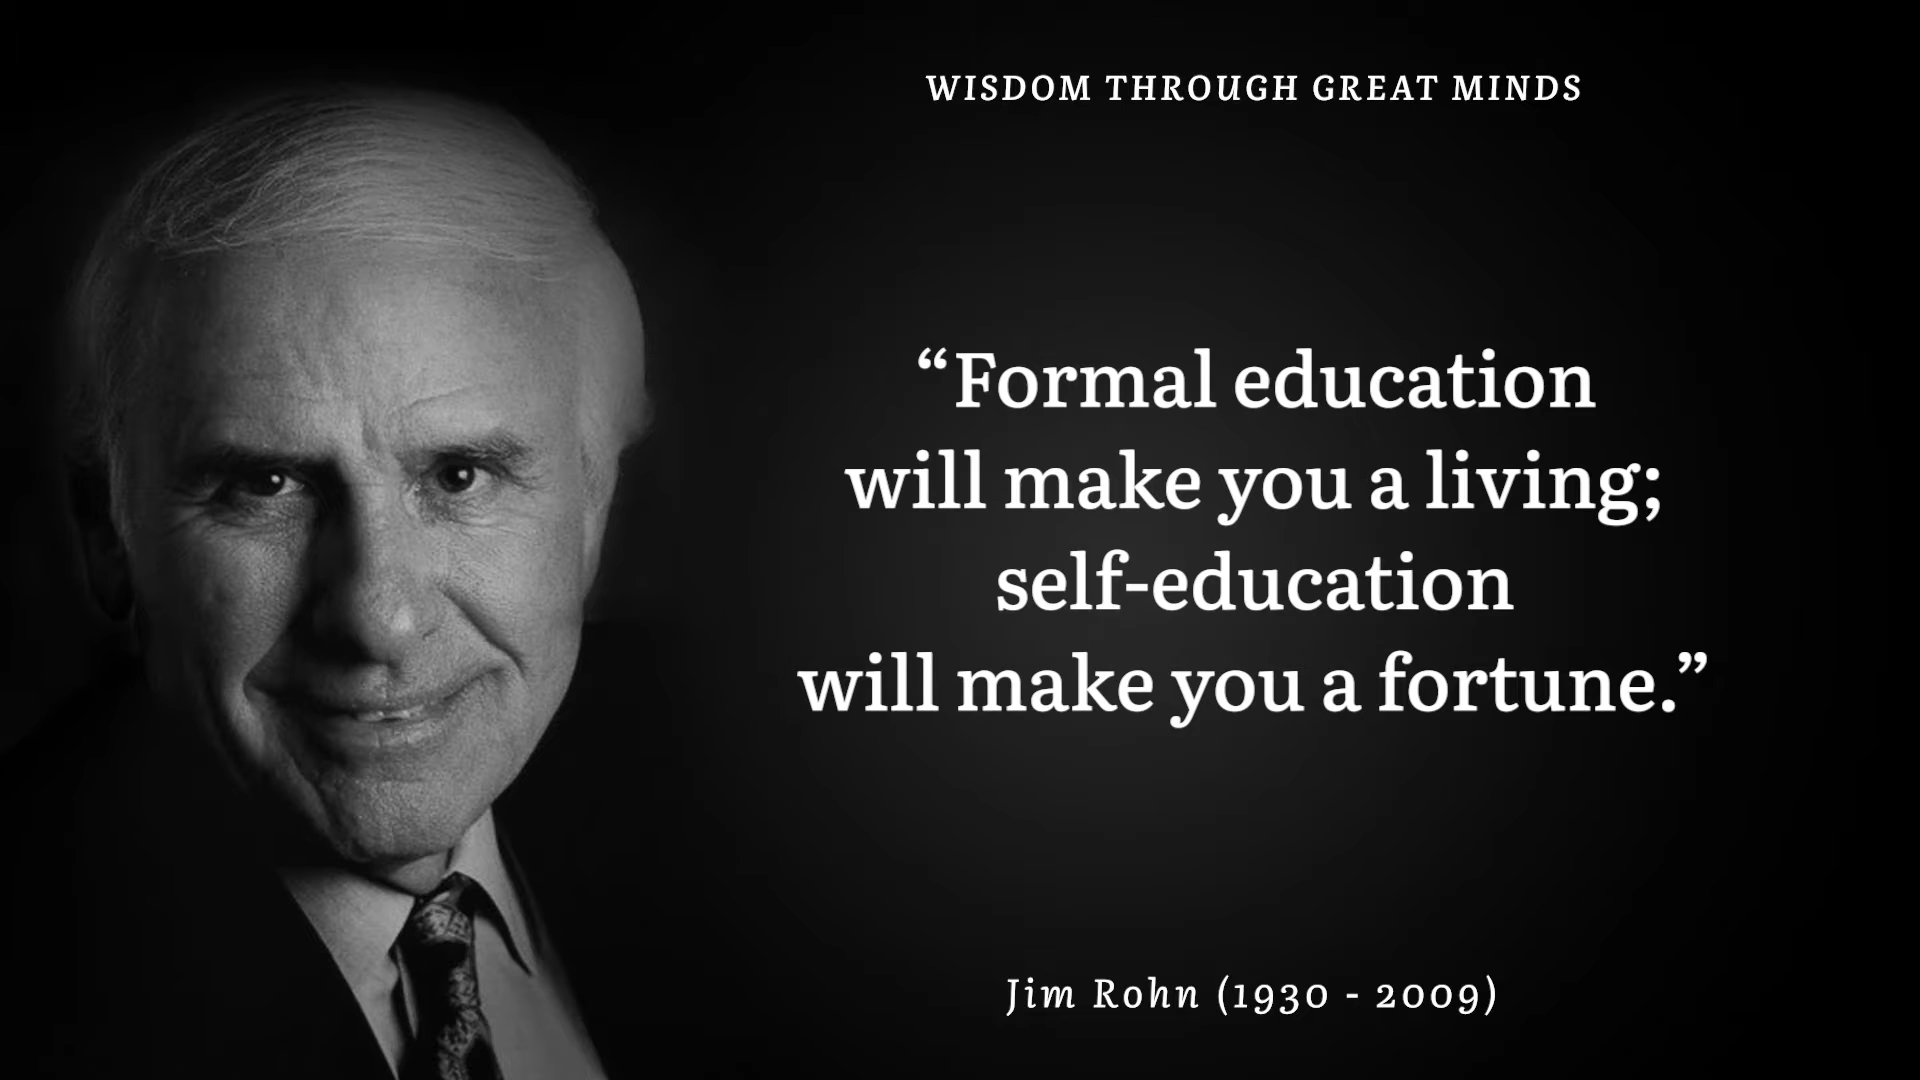 WISDOM THROUGH GREAT MINDS
“Formal education
will make you a living;
self-education
will make you a fortune.”
Jim Rohn (1930 - 2009)